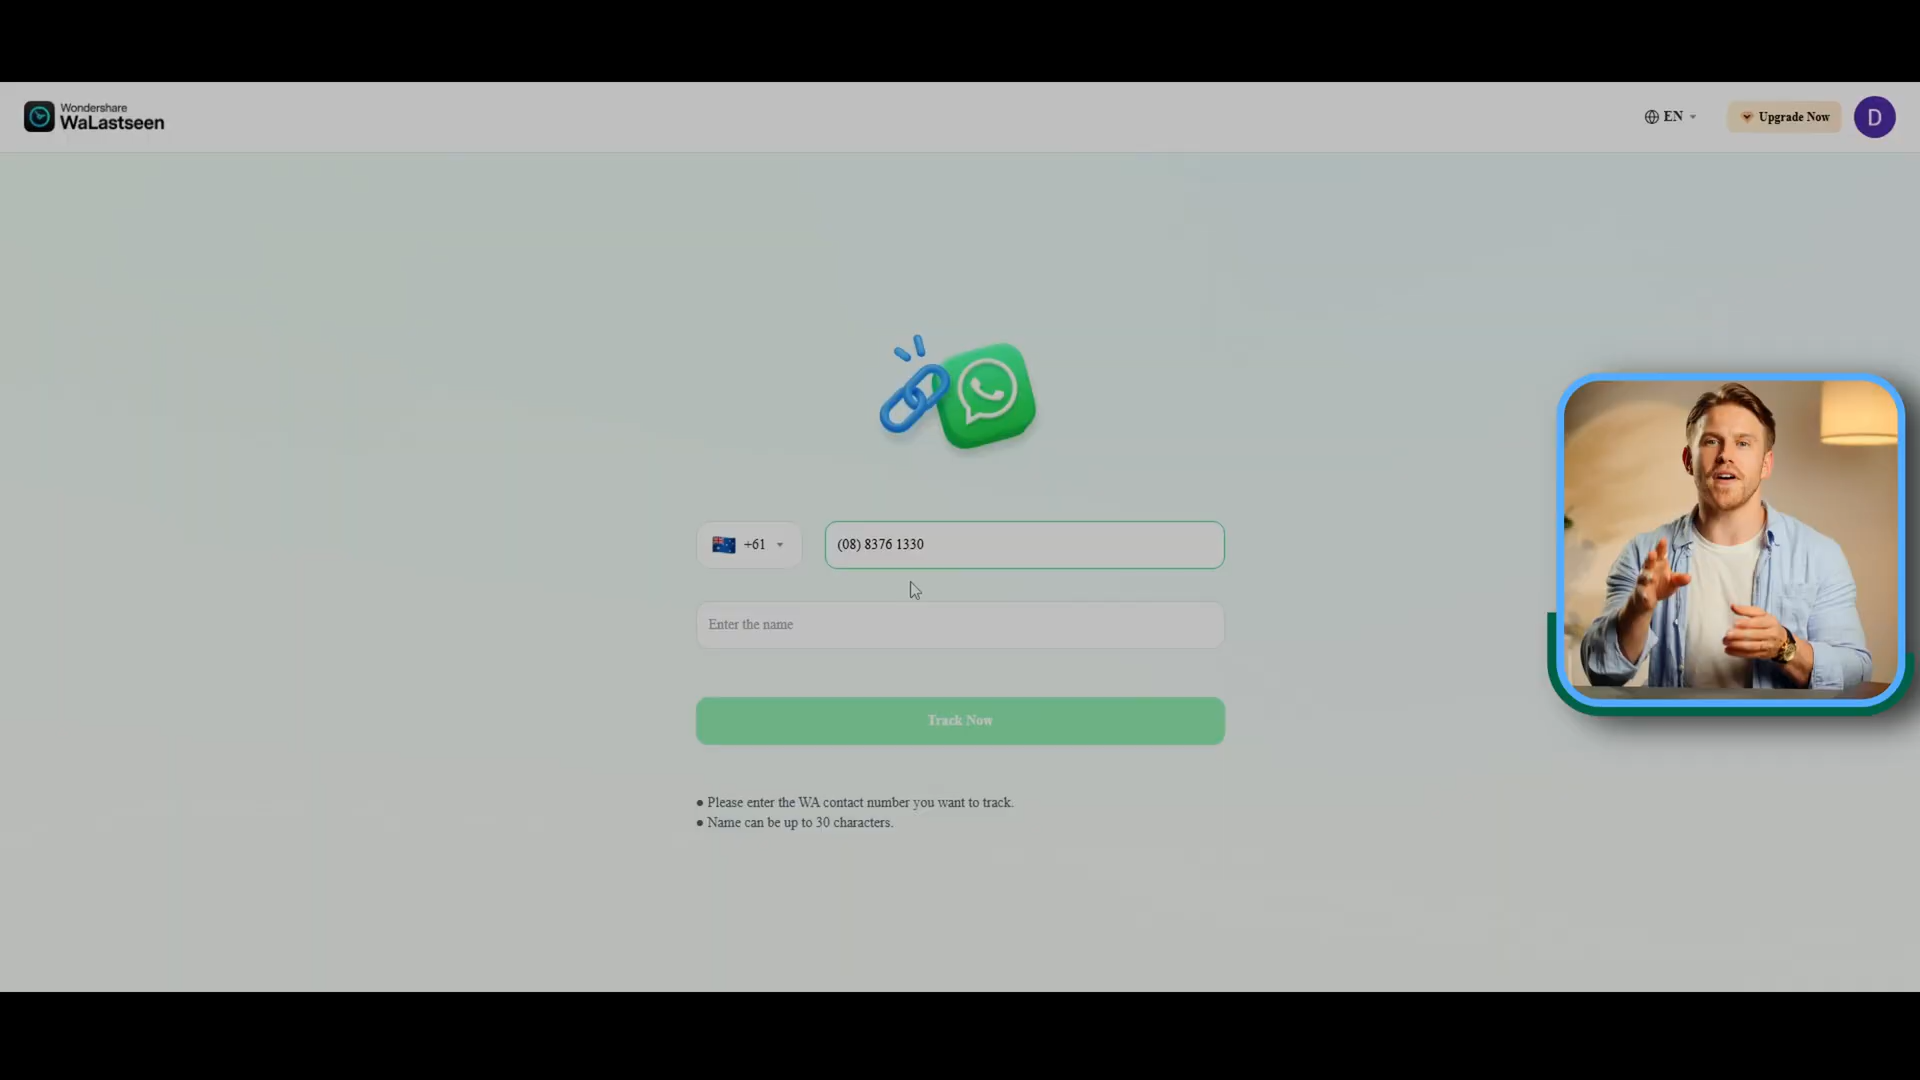 Wondershare
WaLastseen
EN
Upgrade Now
D
+61
(08) 8376 1330
Enter the name
Track Now
● Please enter the WA contact number you want to track.
● Name can be up to 30 characters.